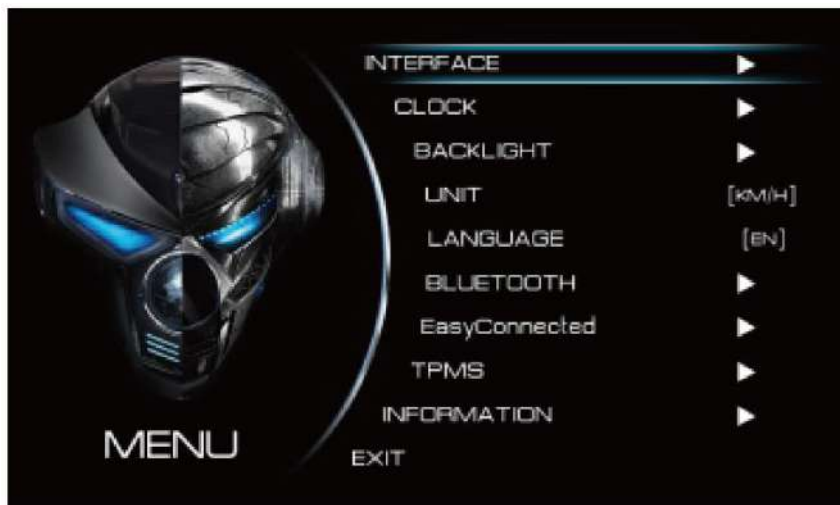 INTERFACE
CLOCK
BACKLIGHT
UNIT [KM/H]
LANGUAGE [EN]
BLUETOOTH
EasyConnected
TPMS
INFORMATION
EXIT
MENU